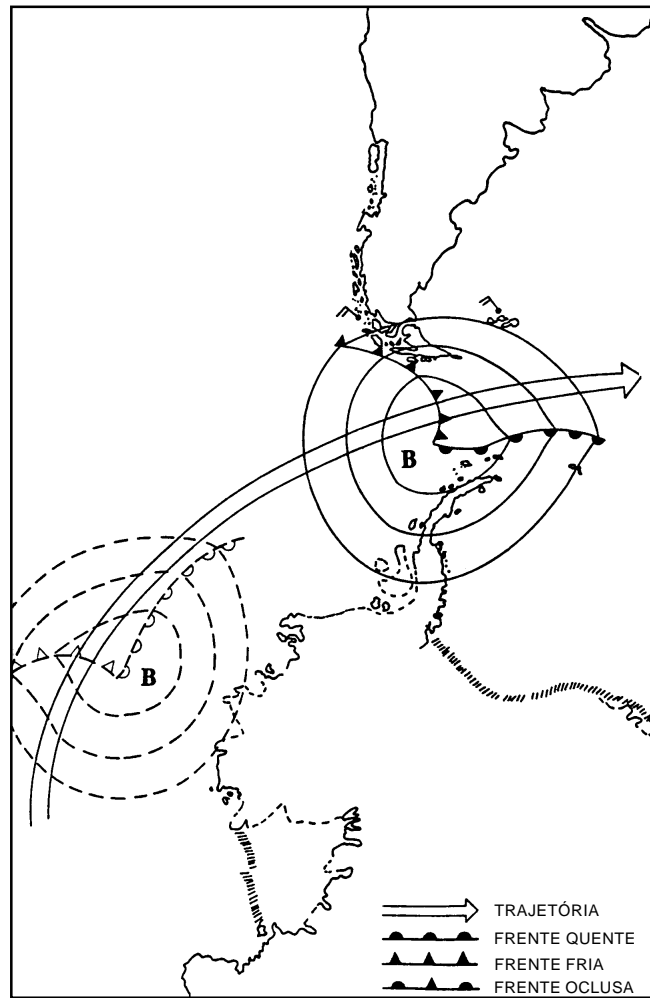 B
B
TRAJETÓRIA
FRENTE QUENTE
FRENTE FRIA
FRENTE OCLUSA